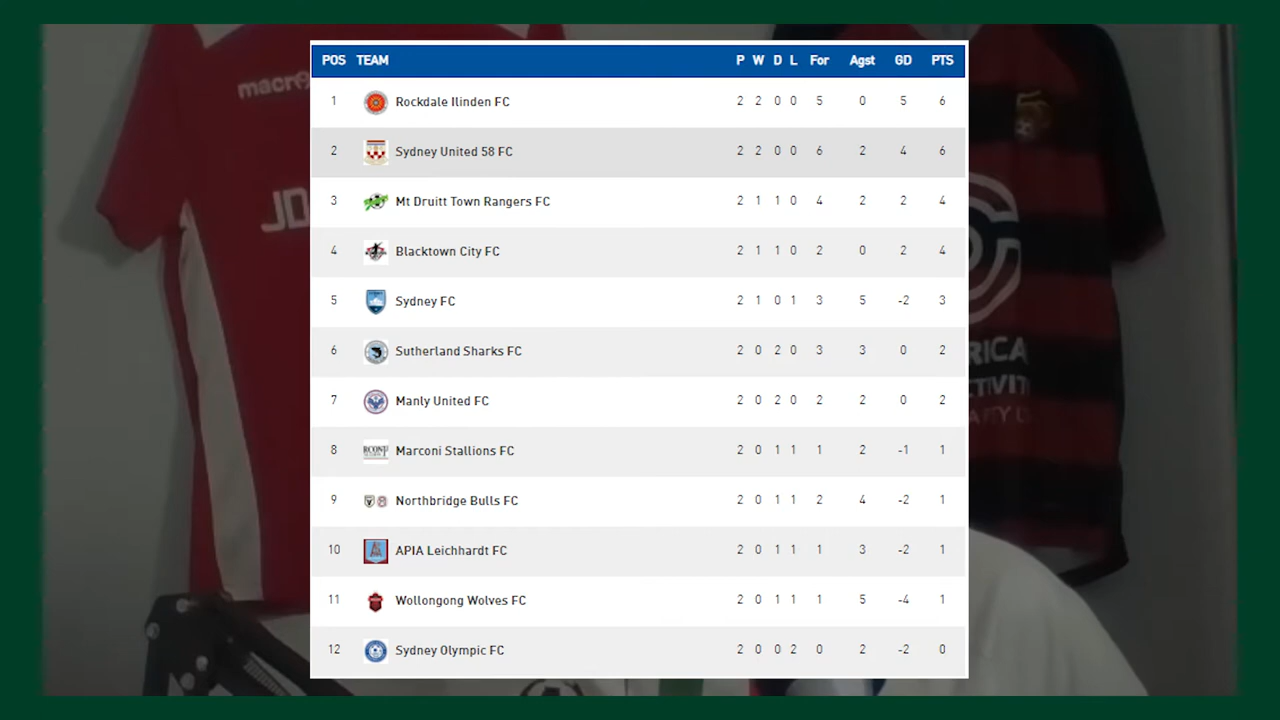 POS TEAM P W D L For Agst GD PTS
1 Rockdale Ilinden FC 2 2 0 0 5 0 5 6
2 Sydney United 58 FC 2 2 0 0 6 2 4 6
3 Mt Druitt Town Rangers FC 2 1 1 0 4 2 2 4
4 Blacktown City FC 2 1 1 0 2 0 2 4
5 Sydney FC 2 1 0 1 3 5 -2 3
6 Sutherland Sharks FC 2 0 2 0 3 3 0 2
7 Manly United FC 2 0 2 0 2 2 0 2
8 Marconi Stallions FC 2 0 1 1 1 2 -1 1
9 Northbridge Bulls FC 2 0 1 1 2 4 -2 1
10 APIA Leichhardt FC 2 0 1 1 1 3 -2 1
11 Wollongong Wolves FC 2 0 1 1 1 5 -4 1
12 Sydney Olympic FC 2 0 0 2 0 2 -2 0
macro
JD
RICA